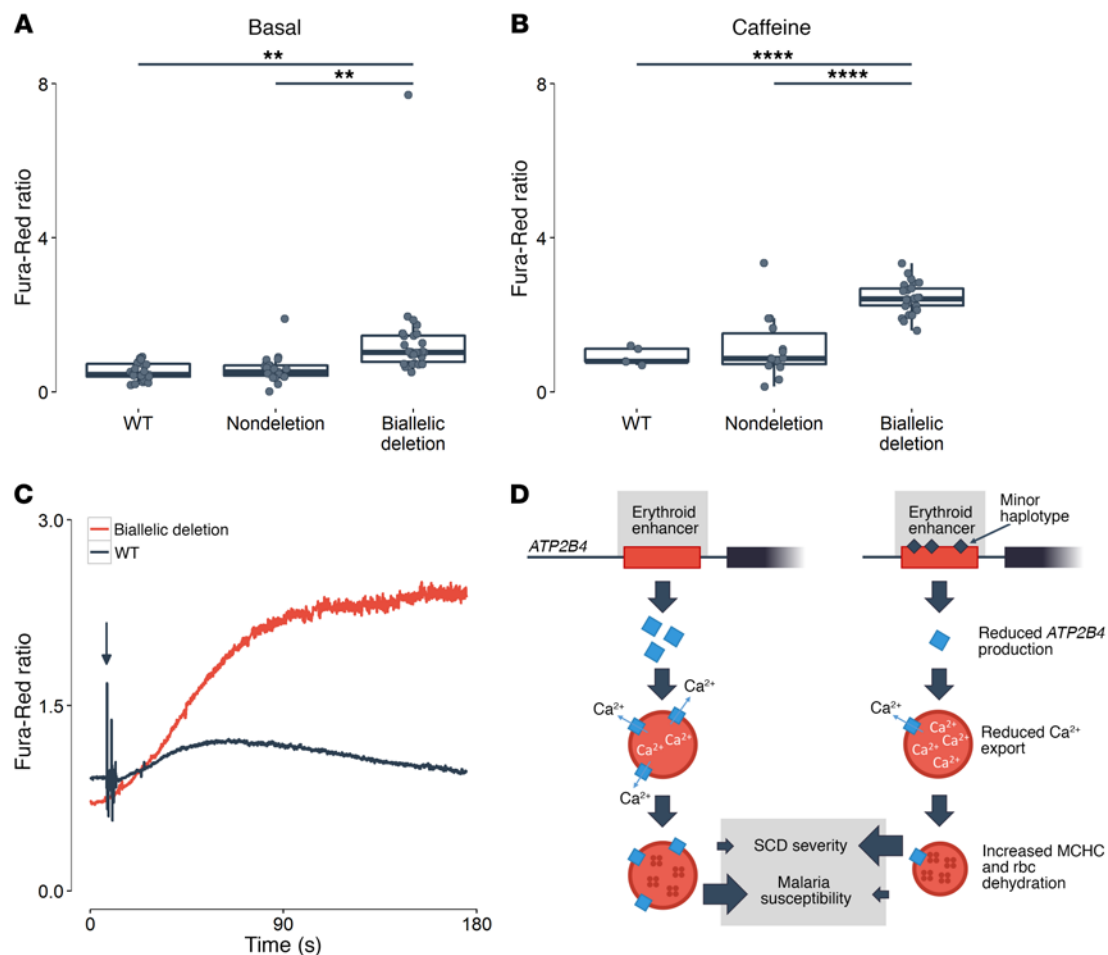 A
Basal
**
**
8
4
0
Fura-Red ratio
WT
Nondeletion
Biallelic
deletion
B
Caffeine
****
****
8
4
0
Fura-Red ratio
WT
Nondeletion
Biallelic
deletion
C
Biallelic deletion
WT
3.0
1.5
0.0
Fura-Red ratio
0
90
180
Time (s)
D
Erythroid
enhancer
ATP2B4
Erythroid
enhancer
Minor
haplotype
Reduced ATP2B4
production
Ca²⁺
Ca²⁺
Ca²⁺
Ca²⁺
Ca²⁺
Ca²⁺
Ca²⁺
Ca²⁺
Ca²⁺
Ca²⁺
Reduced Ca²⁺
export
SCD severity
Malaria
susceptibility
Increased MCHC
and rbc
dehydration